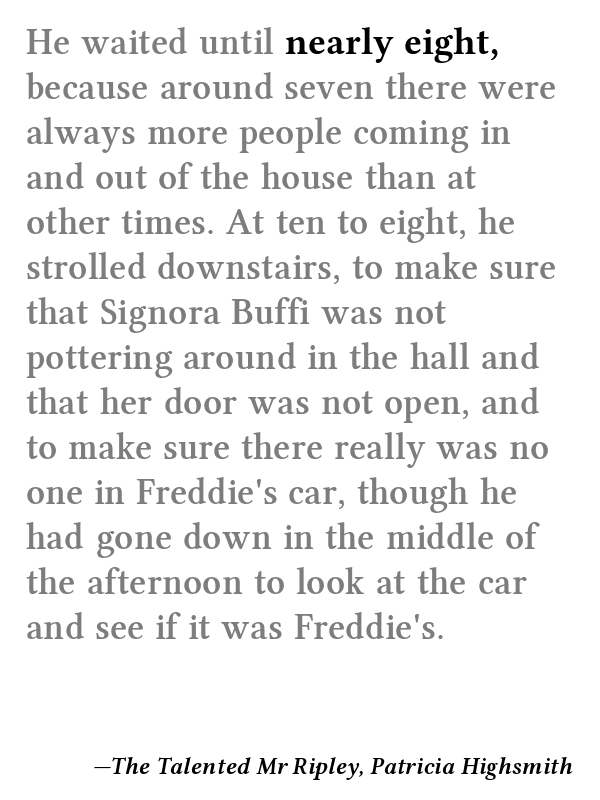 He waited until nearly eight,
because around seven there were
always more people coming in
and out of the house than at
other times. At ten to eight, he
strolled downstairs, to make sure
that Signora Buffi was not
pottering around in the hall and
that her door was not open, and
to make sure there really was no
one in Freddie's car, though he
had gone down in the middle of
the afternoon to look at the car
and see if it was Freddie's.
—The Talented Mr Ripley, Patricia Highsmith